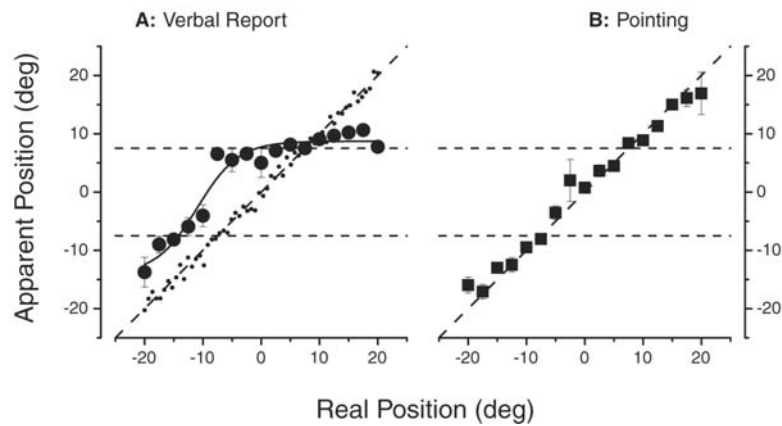 A: Verbal Report
B: Pointing
Apparent Position (deg)
20
10
0
-10
-20
20
10
0
-10
-20
-20 -10 0 10 20
-20 -10 0 10 20
Real Position (deg)